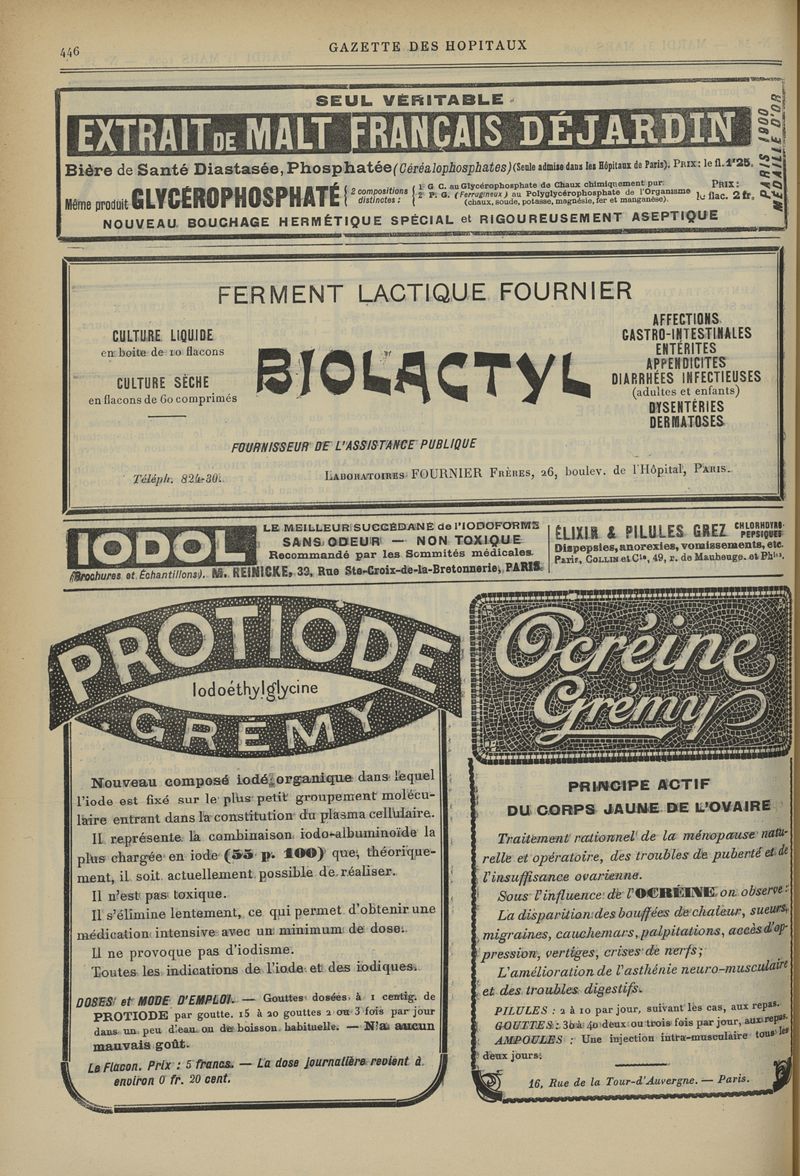 446
GAZETTE DES HOPITAUX
SEUL VÉRITABLE
EXTRAIT DE MALT FRANÇAIS DÉJARDIN
Bière de Santé Diastasée, Phosphatée (Céréalophosphates) (Seule admise dans les Hôpitaux de Paris). PRIX: le fl. 1f25.
Même produit GLYCÉROPHOSPHATÉ { 2 compositions distinctes :
{ 1° G. C. au Glycérophosphate de Chaux chimiquement pur:
2° P. G. (Ferrugineux) au Polyglycérophosphate de l'Organisme
(chaux, soude, potasse, magnésie, fer et manganèse).
PRIX :
le flac. 2 fr.
NOUVEAU BOUCHAGE HERMÉTIQUE SPÉCIAL et RIGOUREUSEMENT ASEPTIQUE
PARIS 1900
MÉDAILLE D'OR
FERMENT LACTIQUE FOURNIER
CULTURE LIQUIDE
en boite de 10 flacons
CULTURE SÈCHE
en flacons de 60 comprimés
BIOLACTYL
AFFECTIONS
GASTRO-INTESTINALES
ENTÉRITES
APPENDICITES
DIARRHÉES INFECTIEUSES
(adultes et enfants)
DYSENTÉRIES
DERMATOSES
FOURNISSEUR DE L'ASSISTANCE PUBLIQUE
Téléph. 824-30.
LABORATOIRES FOURNIER FRÈRES, 26, boulev. de l'Hôpital, PARIS.
IODOL
LE MEILLEUR SUCCÉDANÉ de l'IODOFORME
SANS ODEUR — NON TOXIQUE
Recommandé par les Sommités médicales.
(Brochures et Échantillons). M. REINICKE, 39, Rue Ste-Croix-de-la-Bretonnerie, PARIS.
ÉLIXIR & PILULES GREZ CHLORHYDRO-PEPSIQUES
Dispepsies, anorexies, vomissements, etc.
Paris, COLLIN et Cie, 49, r. de Maubeuge. et Phies.
PROTIODE
Iodoéthylglycine
GRÉMY
Nouveau composé iodé organique dans lequel
l'iode est fixé sur le plus petit groupement molécu-
laire entrant dans la constitution du plasma cellulaire.
Il représente la combinaison iodo-albuminoïde la
plus chargée en iode (55 p. 100) que, théorique-
ment, il soit actuellement possible de réaliser.
Il n'est pas toxique.
Il s'élimine lentement, ce qui permet d'obtenir une
médication intensive avec un minimum de dose.
Il ne provoque pas d'iodisme.
Toutes les indications de l'iode et des iodiques.
DOSES et MODE D'EMPLOI. — Gouttes dosées à 1 centig. de
PROTIODE par goutte. 15 à 20 gouttes 2 ou 3 fois par jour
dans un peu d'eau ou de boisson habituelle. — N'a aucun
mauvais goût.
Le Flacon. Prix : 5 francs. — La dose journalière revient à
environ 0 fr. 20 cent.
Ocréine
Grémy
PRINCIPE ACTIF
DU CORPS JAUNE DE L'OVAIRE
Traitement rationnel de la ménopause natu-
relle et opératoire, des troubles de puberté et de
l'insuffisance ovarienne.
Sous l'influence de l'OCRÉINE on observe :
La disparition des bouffées de chaleur, sueurs,
migraines, cauchemars, palpitations, accès d'op-
pression, vertiges, crises de nerfs;
L'amélioration de l'asthénie neuro-musculaire
et des troubles digestifs.
PILULES : 2 à 10 par jour, suivant les cas, aux repas.
GOUTTES : 30 à 40 deux ou trois fois par jour, aux repas.
AMPOULES : Une injection intra-musculaire tous les
deux jours.
16, Rue de la Tour-d'Auvergne. — Paris.